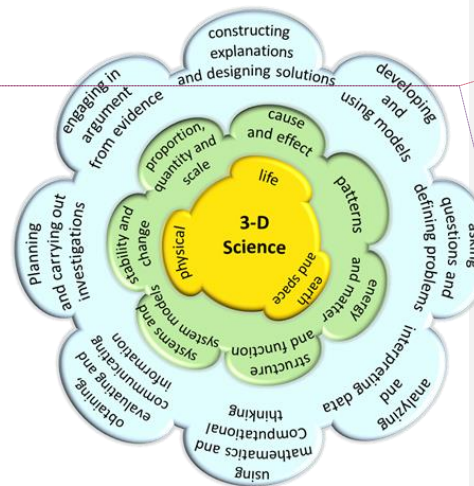 constructing
explanations
and designing solutions
developing
and
using models
asking
questions and
defining problems
analyzing
and
interpreting data
using
mathematics and
Computational
thinking
obtaining,
evaluating and
communicating
information
Planning
and carrying out
investigations
engaging in
argument
from evidence
cause
and effect
patterns
energy
and matter
structure
and function
systems and
system models
stability and
change
proportion,
quantity and
scale
life
earth
and space
physical
3-D
Science